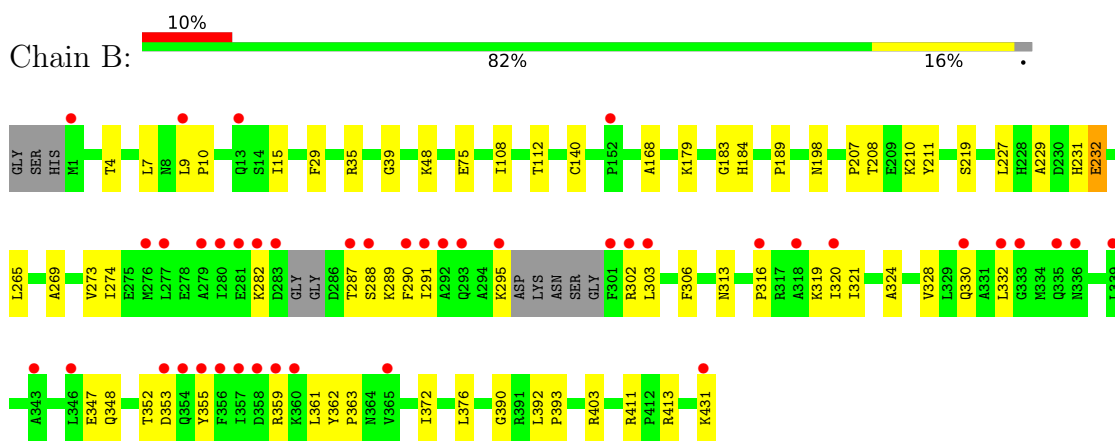 10%
Chain B:
82% 16% •
GLY SER HIS M1 T4 L7 N8 L9 P10 Q13 S14 I15 F29 R35 G39 K48 E75 I108 T112 C140 P152 A168 K179 G183 H184 P189 N198 P207 T208 E209 K210 Y211 S219 L227 H228 A229 D230 H231 E232
L265 A269 V273 I274 E275 M276 L277 E278 A279 I280 E281 K282 D283 GLY GLY D286 T287 S288 K289 F290 I291 A292 Q293 A294 K295 ASP LYS ASN SER GLY F301 R302 L303 F306 N313 P316 R317 A318 K319 I320 I321 A324 V328 L329 Q330 A331 L332 G333 M334 Q335 N336 L339
A343 L346 E347 Q348 T352 D353 Q354 Y355 F356 I357 D358 R359 K360 L361 Y362 P363 N364 V365 I372 L376 G390 R391 L392 P393 R403 R411 P412 R413 K431